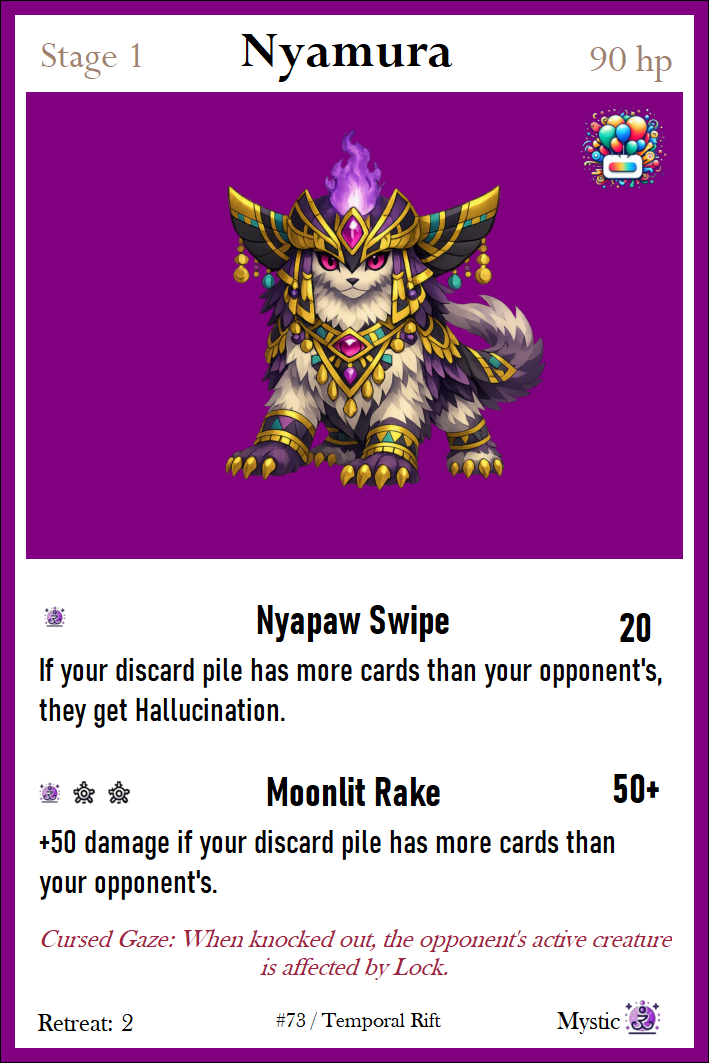 Stage 1
Nyamura
90 hp
Nyapaw Swipe
20
If your discard pile has more cards than your opponent's,
they get Hallucination.
Moonlit Rake
50+
+50 damage if your discard pile has more cards than
your opponent's.
Cursed Gaze: When knocked out, the opponent's active creature
is affected by Lock.
Retreat: 2
#73 / Temporal Rift
Mystic